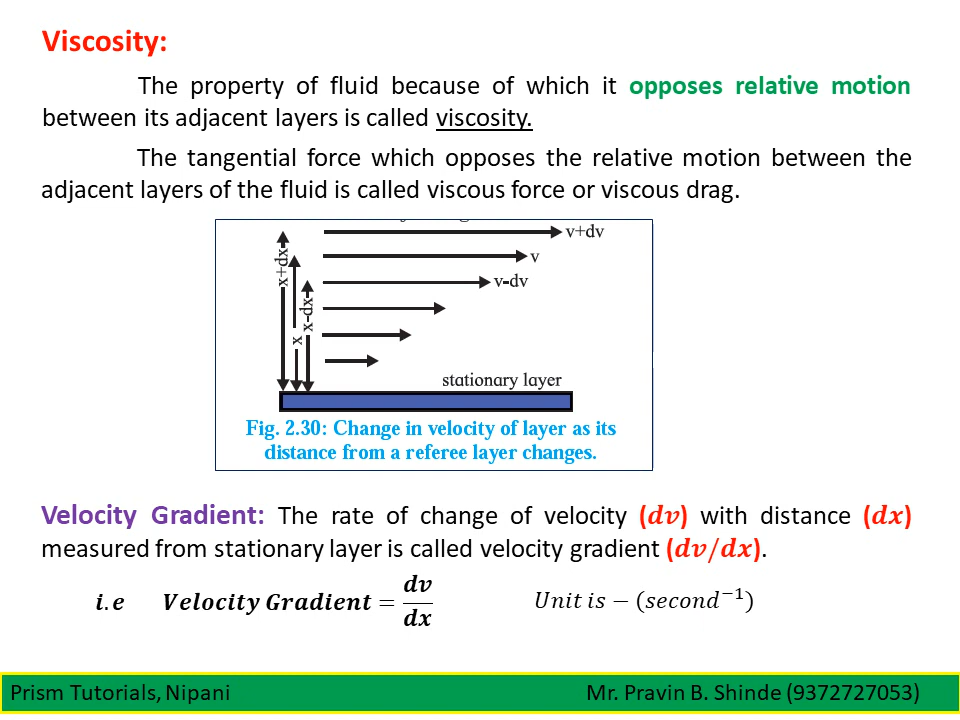 Viscosity:
The property of fluid because of which it opposes relative motion
between its adjacent layers is called viscosity.
The tangential force which opposes the relative motion between the
adjacent layers of the fluid is called viscous force or viscous drag.
v+dv
v
v-dv
x+dx
x-dx
x
stationary layer
Fig. 2.30: Change in velocity of layer as its
distance from a referee layer changes.
Velocity Gradient: The rate of change of velocity (dv) with distance (dx)
measured from stationary layer is called velocity gradient (dv/dx).
i.e Velocity Gradient = dv/dx Unit is − (second⁻¹)
Prism Tutorials, Nipani Mr. Pravin B. Shinde (9372727053)